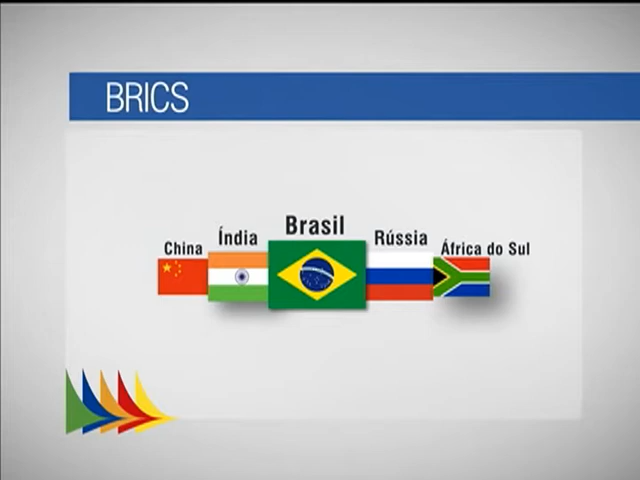 BRICS
China
Índia
Brasil
Rússia
África do Sul